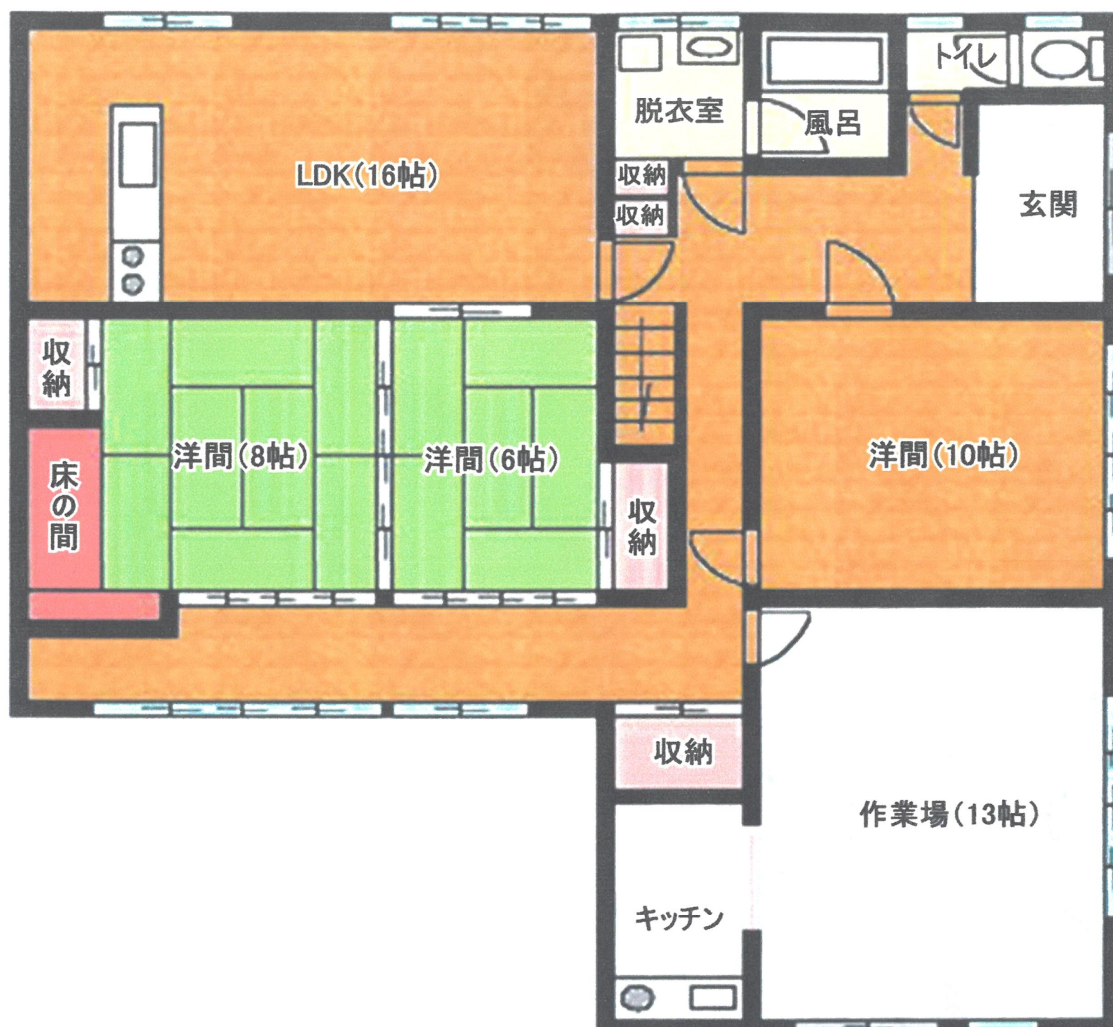 トイレ
脱衣室
風呂
LDK(16帖)
収納
収納
玄関
収納
洋間(8帖)
洋間(6帖)
洋間(10帖)
床の間
収納
収納
作業場(13帖)
キッチン